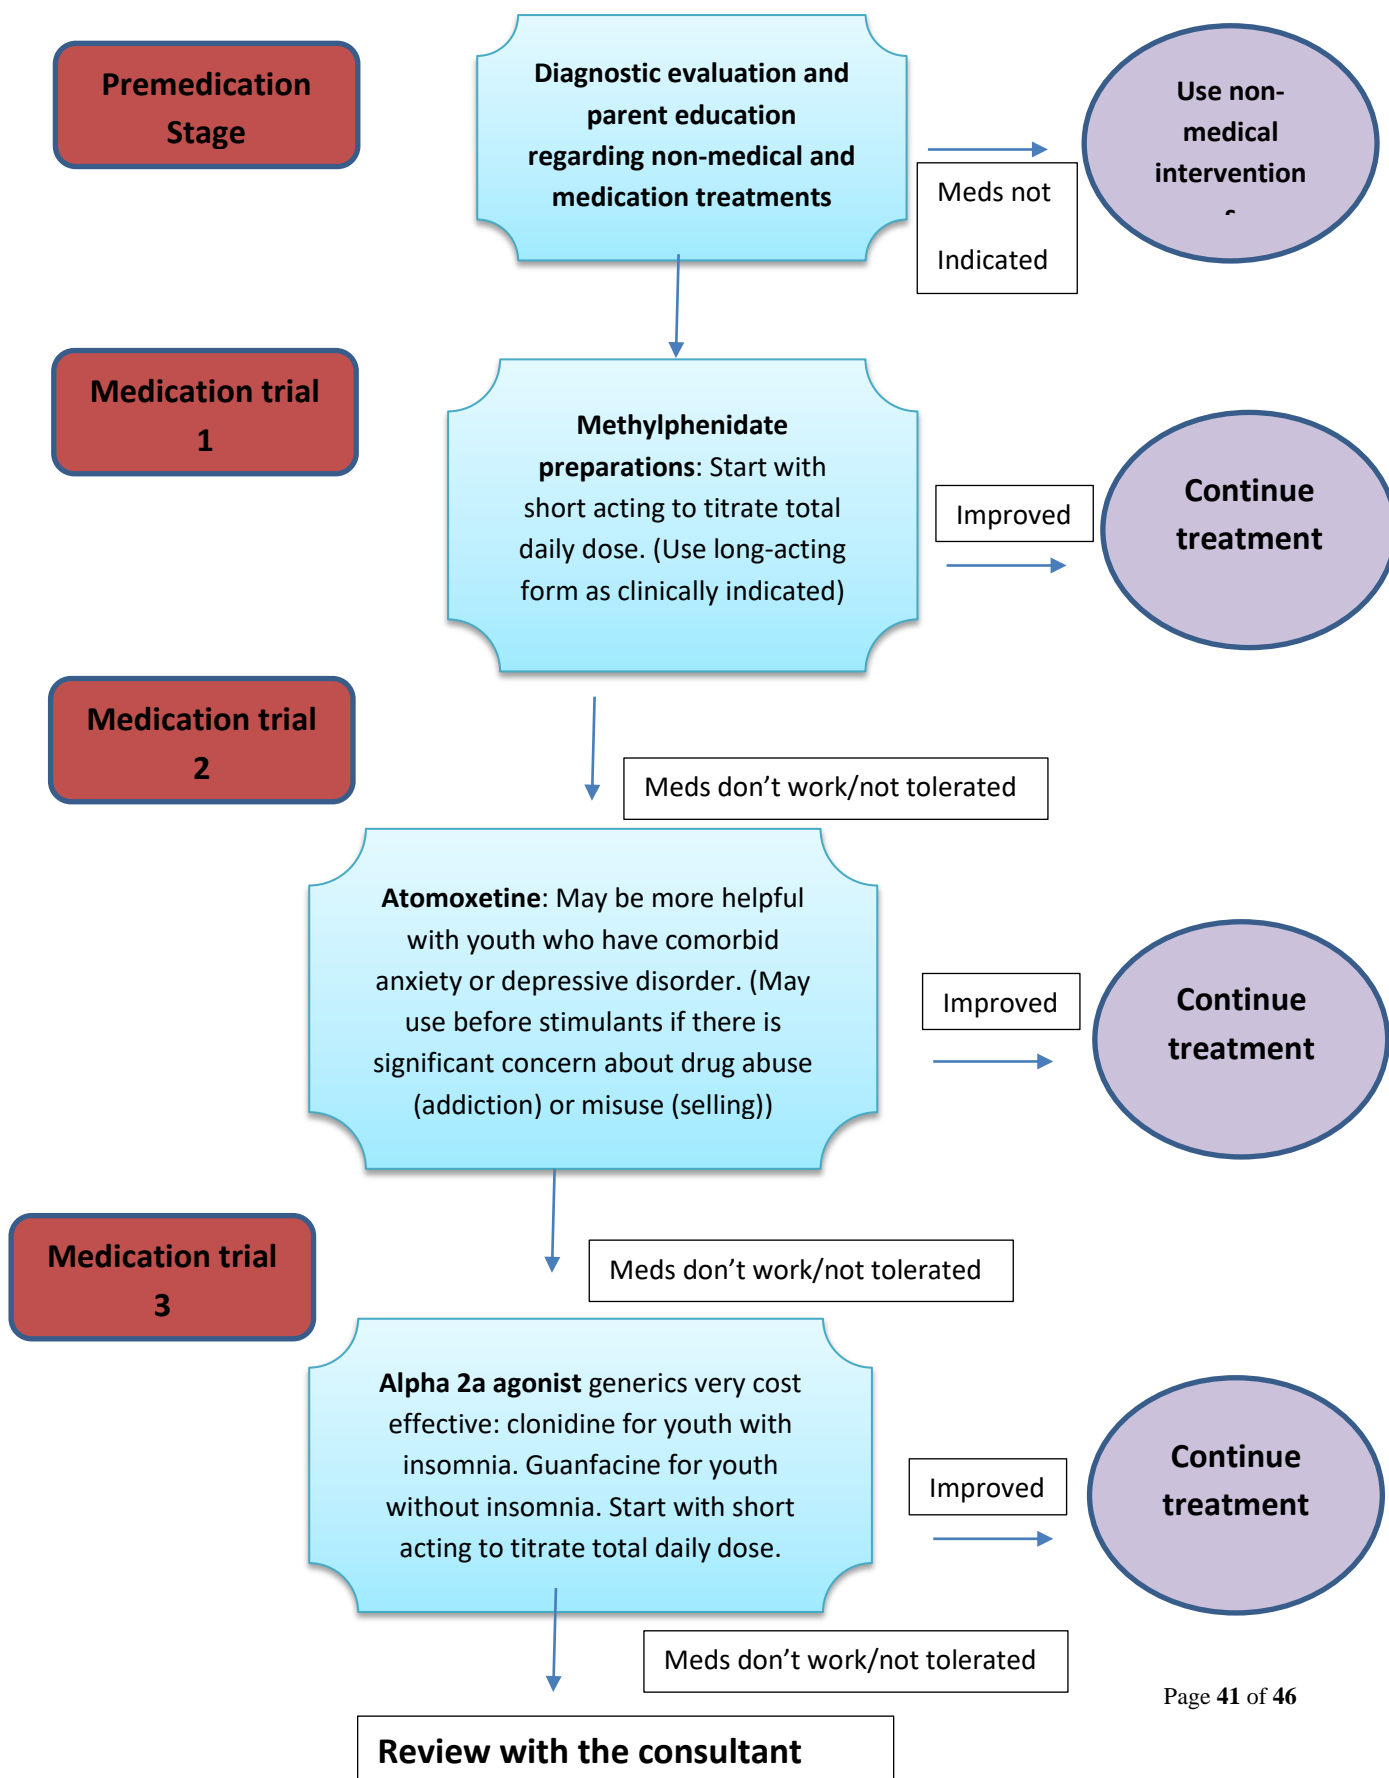 Premedication
Stage
Diagnostic evaluation and
parent education
regarding non-medical and
medication treatments
Meds not
Indicated
Use non-
medical
intervention
s
Medication trial
1
Methylphenidate
preparations: Start with
short acting to titrate total
daily dose. (Use long-acting
form as clinically indicated)
Improved
Continue
treatment
Medication trial
2
Meds don’t work/not tolerated
Atomoxetine: May be more helpful
with youth who have comorbid
anxiety or depressive disorder. (May
use before stimulants if there is
significant concern about drug abuse
(addiction) or misuse (selling))
Improved
Continue
treatment
Medication trial
3
Meds don’t work/not tolerated
Alpha 2a agonist generics very cost
effective: clonidine for youth with
insomnia. Guanfacine for youth
without insomnia. Start with short
acting to titrate total daily dose.
Improved
Continue
treatment
Meds don’t work/not tolerated
Page 41 of 46
Review with the consultant